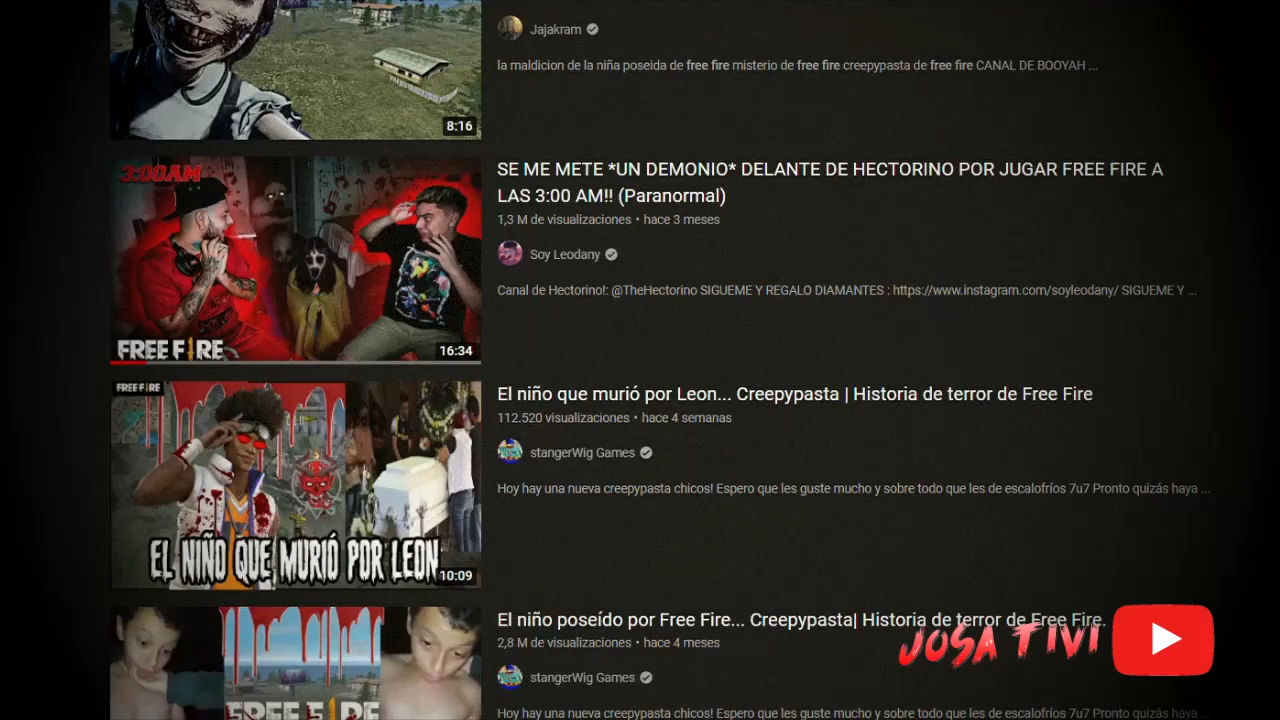 Jajakram
la maldicion de la niña poseida de free fire misterio de free fire creepypasta de free fire CANAL DE BOOYAH ...
8:16
3:00AM
FREE FIRE
16:34
SE ME METE *UN DEMONIO* DELANTE DE HECTORINO POR JUGAR FREE FIRE A
LAS 3:00 AM!! (Paranormal)
1,3 M de visualizaciones • hace 3 meses
Soy Leodany
Canal de Hectorino!: @TheHectorino SIGUEME Y REGALO DIAMANTES : https://www.instagram.com/soyleodany/ SIGUEME Y ...
FREE FIRE
EL NIÑO QUE MURIÓ POR LEON
10:09
El niño que murió por Leon... Creepypasta | Historia de terror de Free Fire
112.520 visualizaciones • hace 4 semanas
stangerWig Games
Hoy hay una nueva creepypasta chicos! Espero que les guste mucho y sobre todo que les de escalofríos 7u7 Pronto quizás haya ...
FREE FIRE
El niño poseído por Free Fire... Creepypasta| Historia de terror de Free Fire.
2,8 M de visualizaciones • hace 4 meses
stangerWig Games
Hoy hay una nueva creepypasta chicos! Espero que les guste mucho y sobre todo que les de escalofríos 7u7 Pronto quizás haya ...
JOSA TIVI